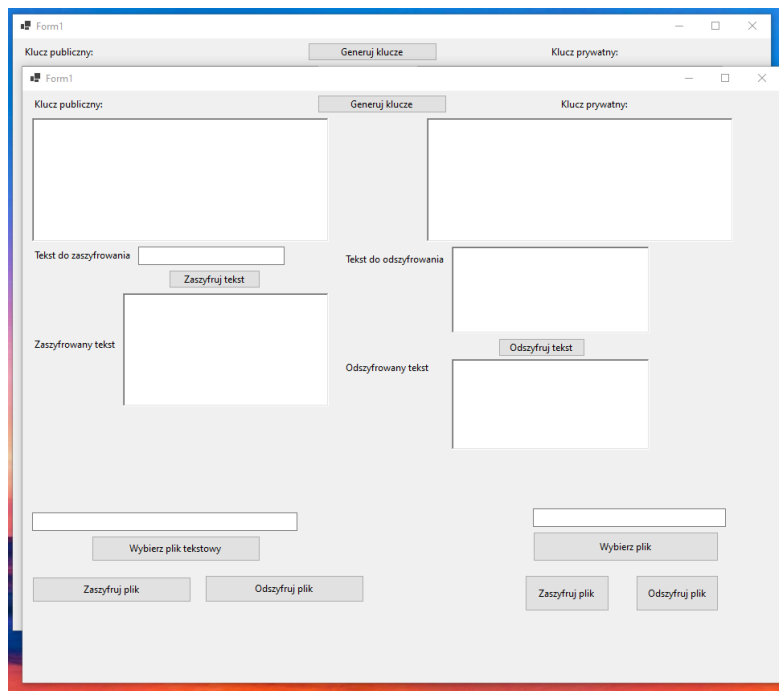 Form1
Klucz publiczny:
Generuj klucze
Klucz prywatny:
Form1
Klucz publiczny:
Generuj klucze
Klucz prywatny:
Tekst do zaszyfrowania
Zaszyfruj tekst
Zaszyfrowany tekst
Tekst do odszyfrowania
Odszyfruj tekst
Odszyfrowany tekst
Wybierz plik tekstowy
Zaszyfruj plik
Odszyfruj plik
Wybierz plik
Zaszyfruj plik
Odszyfruj plik